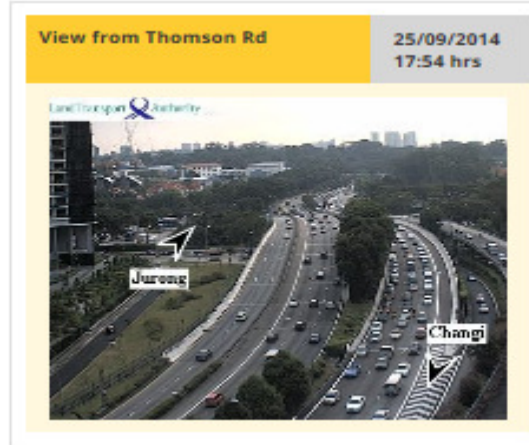 View from Thomson Rd
25/09/2014
17:54 hrs
Land Transport Authority
Jurong
Changi